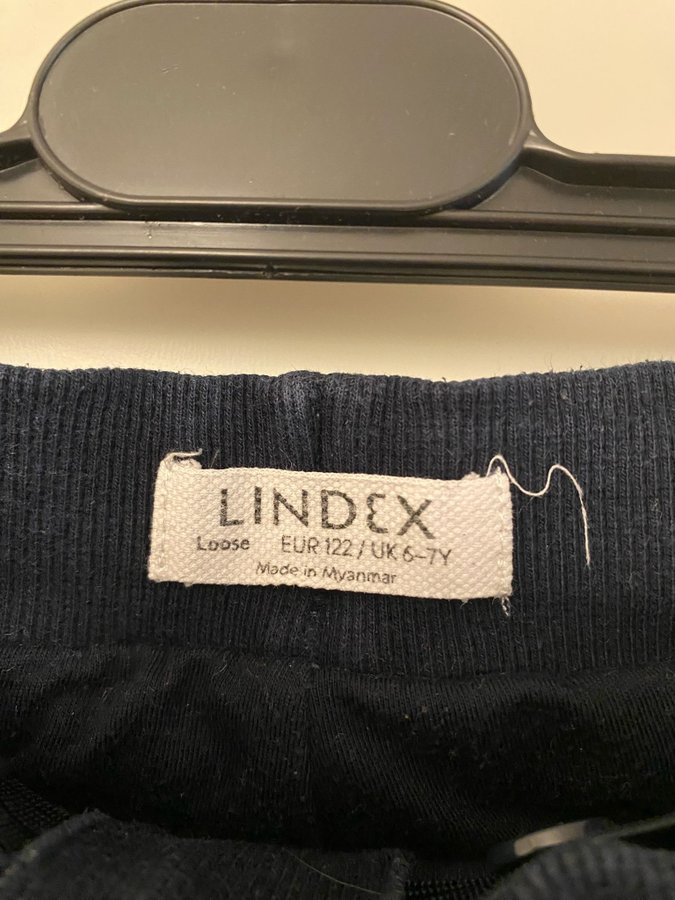 LINDEX
Loose EUR 122 / UK 6–7Y
Made in Myanmar